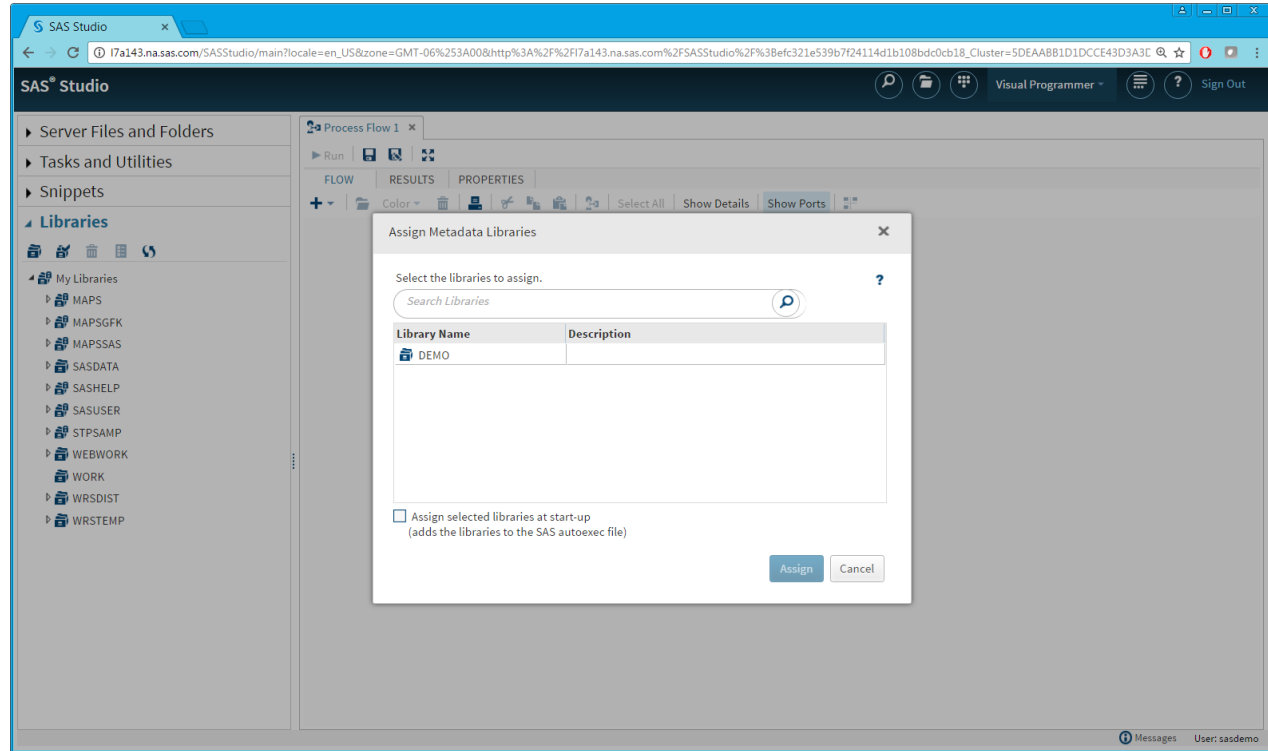 SAS Studio
l7a143.na.sas.com/SASStudio/main?locale=en_US&zone=GMT-06%253A00&http%3A%2F%2Fl7a143.na.sas.com%2FSASStudio%2F%3Befc321e539b7f24114d1b108bdc0cb18_Cluster=5DEAABB1D1DCCE43D3A3D
SAS® Studio
Visual Programmer
Sign Out
Server Files and Folders
Tasks and Utilities
Snippets
Libraries
My Libraries
MAPS
MAPSGFK
MAPSSAS
SASDATA
SASHELP
SASUSER
STPSAMP
WEBWORK
WORK
WRSDIST
WRSTEMP
Process Flow 1
Run
FLOW RESULTS PROPERTIES
Color Select All Show Details Show Ports
Assign Metadata Libraries
Select the libraries to assign.
?
Search Libraries
Library Name Description
DEMO
Assign selected libraries at start-up
(adds the libraries to the SAS autoexec file)
Assign Cancel
Messages User: sasdemo